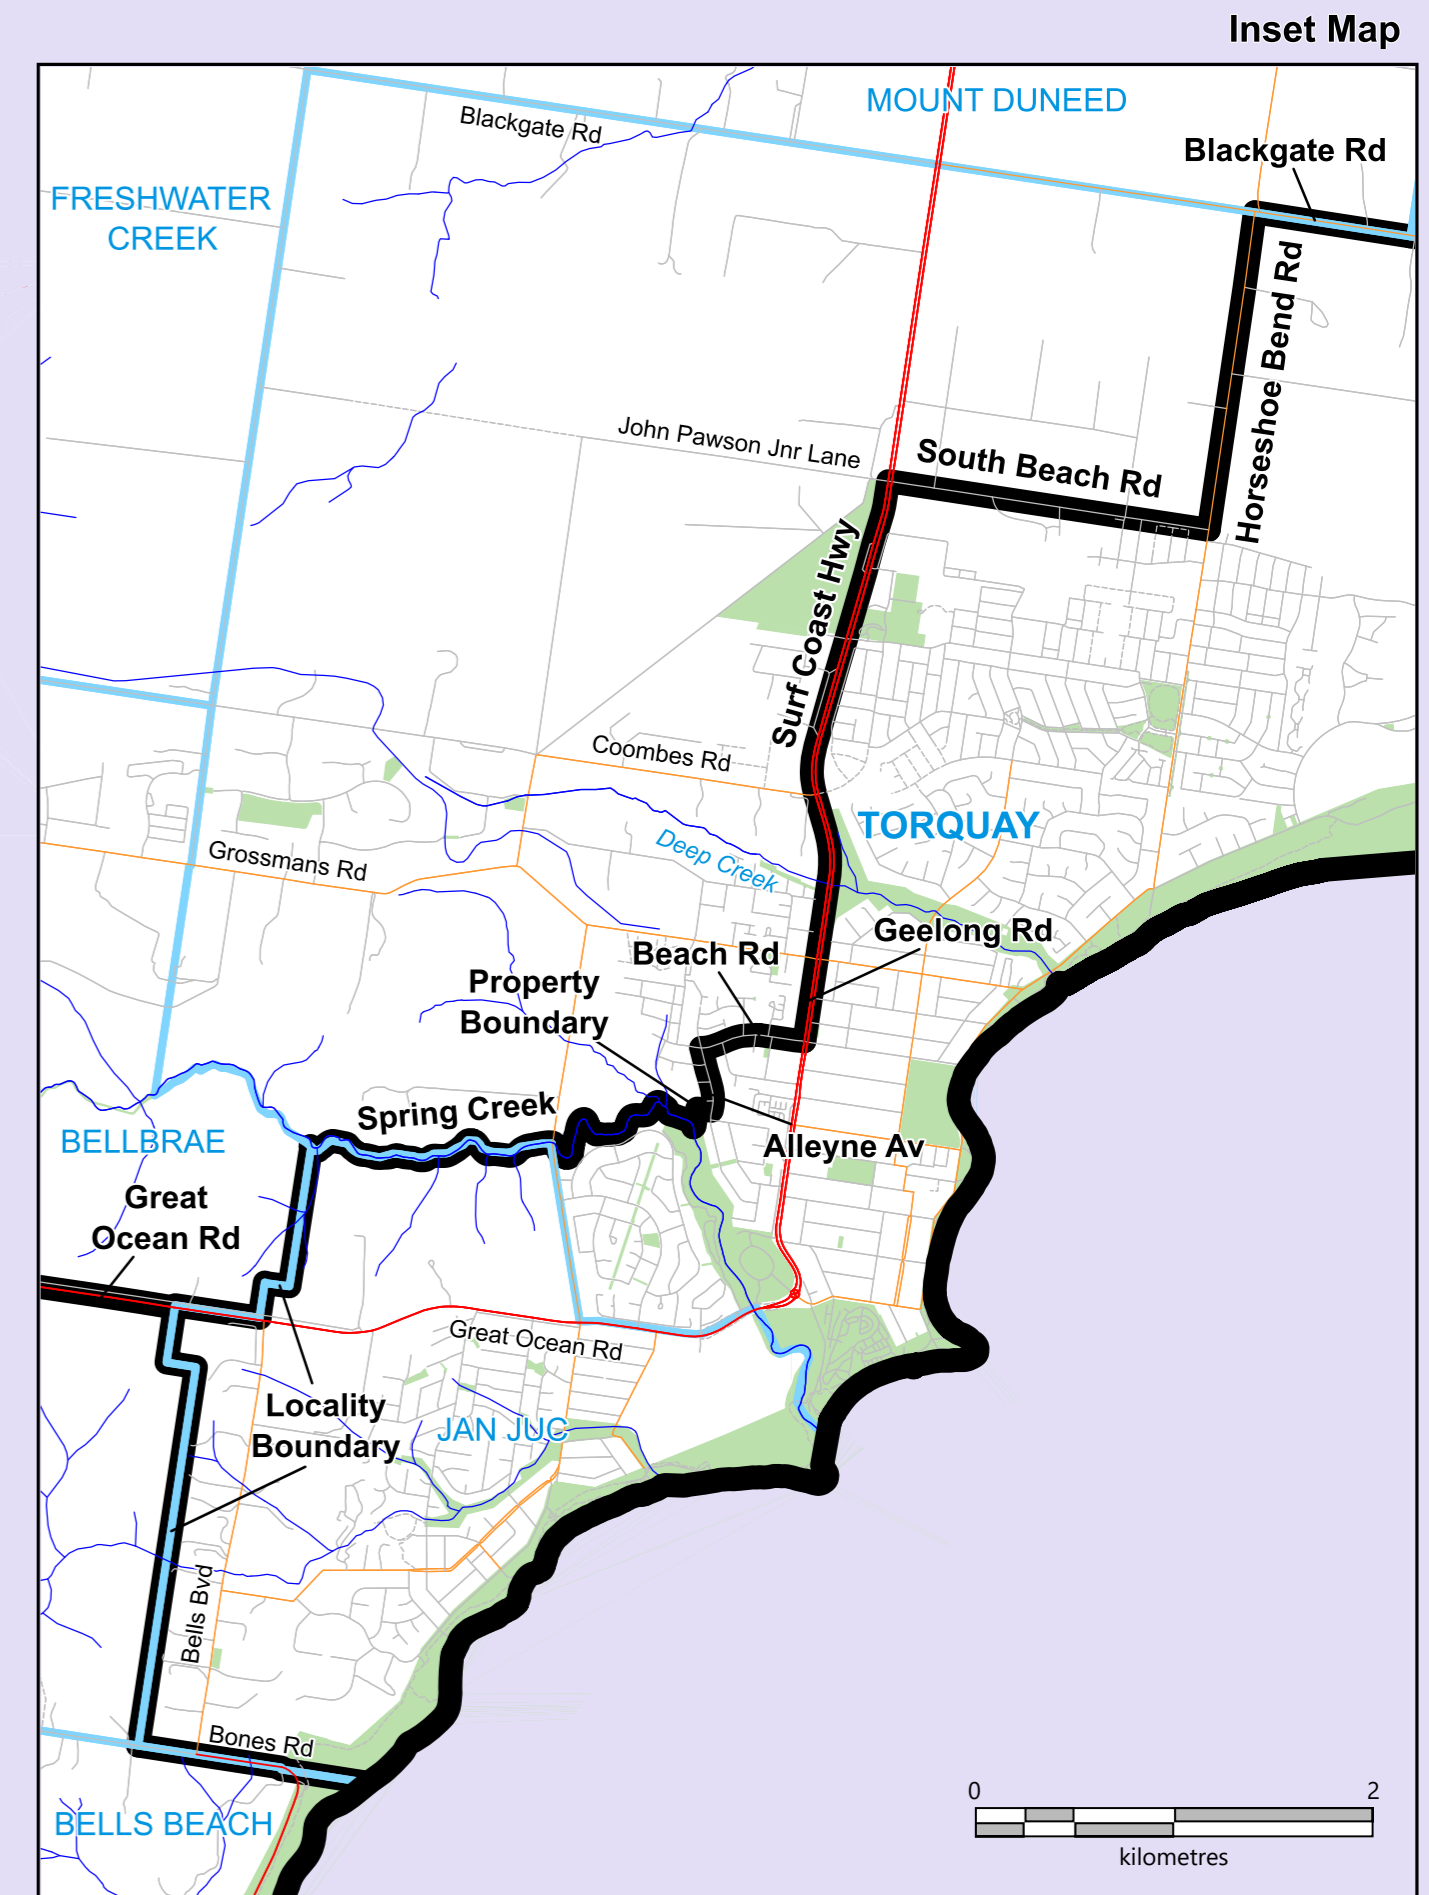 Inset Map
MOUNT DUNEED
Blackgate Rd
Blackgate Rd
FRESHWATER
CREEK
Horseshoe Bend Rd
John Pawson Jnr Lane
South Beach Rd
Surf Coast Hwy
Coombes Rd
TORQUAY
Deep Creek
Grossmans Rd
Geelong Rd
Beach Rd
Property
Boundary
Spring Creek
BELLBRAE
Alleyne Av
Great
Ocean Rd
Great Ocean Rd
Locality
Boundary
JAN JUC
Bells Bvd
Bones Rd
BELLS BEACH
0 2
kilometres